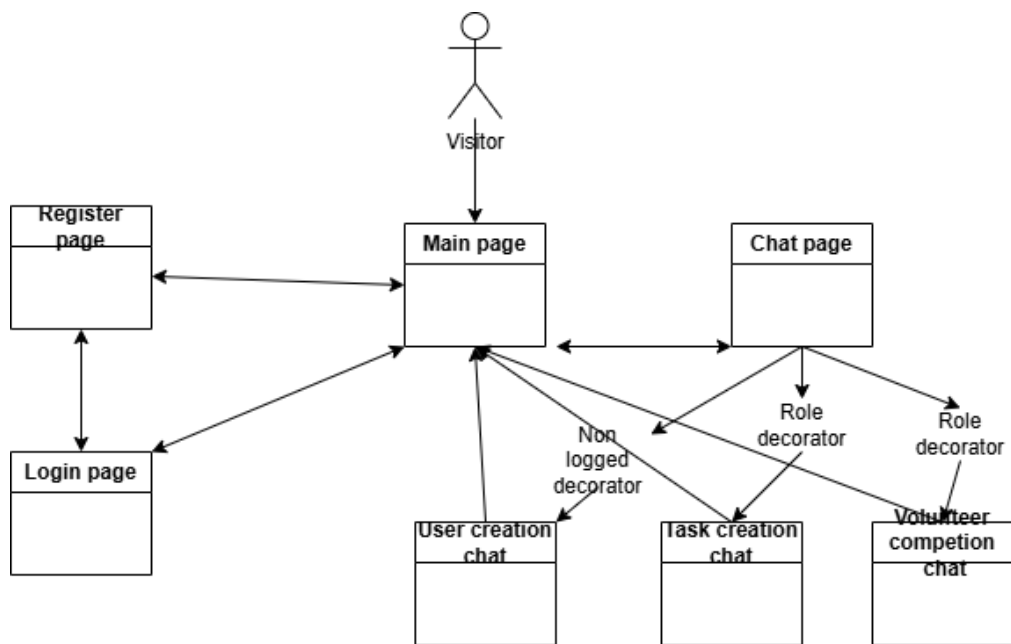 Visitor
Register
page
Main page
Chat page
Role
decorator
Role
decorator
Non
logged
decorator
Login page
User creation
chat
Task creation
chat
Volunteer
competion
chat